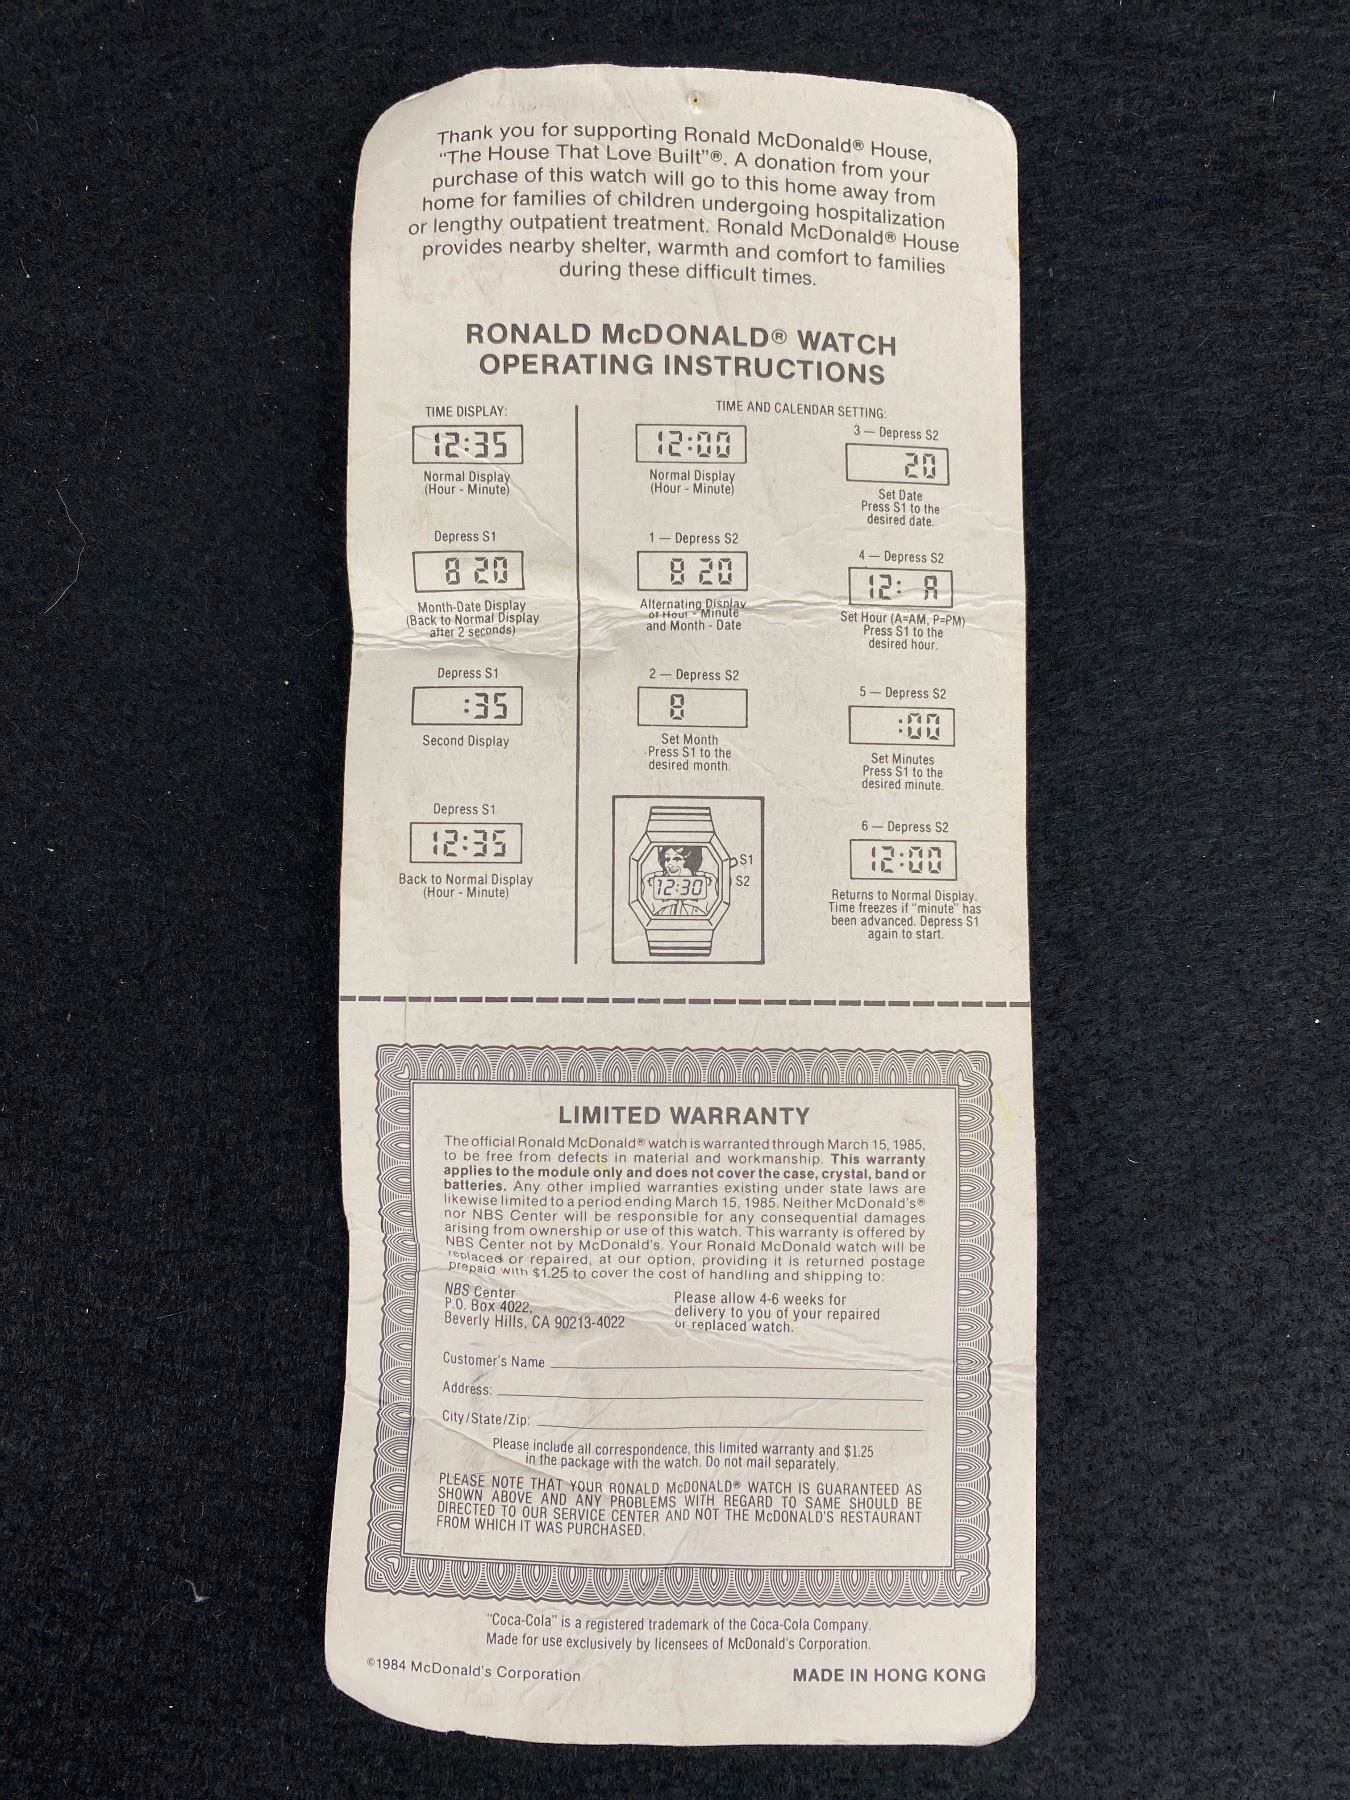 Thank you for supporting Ronald McDonald® House,
"The House That Love Built"®. A donation from your
purchase of this watch will go to this home away from
home for families of children undergoing hospitalization
or lengthy outpatient treatment. Ronald McDonald® House
provides nearby shelter, warmth and comfort to families
during these difficult times.
RONALD McDONALD® WATCH
OPERATING INSTRUCTIONS
TIME DISPLAY:
12:35
Normal Display
(Hour - Minute)
Depress S1
8 20
Month-Date Display
(Back to Normal Display
after 2 seconds)
Depress S1
:35
Second Display
Depress S1
12:35
Back to Normal Display
(Hour - Minute)
TIME AND CALENDAR SETTING:
12:00
Normal Display
(Hour - Minute)
1 — Depress S2
8 20
Alternating Display
of Hour - Minute
and Month - Date
2 — Depress S2
8
Set Month
Press S1 to the
desired month.
12:30
S1
S2
3 — Depress S2
20
Set Date
Press S1 to the
desired date.
4 — Depress S2
12: A
Set Hour (A=AM, P=PM)
Press S1 to the
desired hour.
5 — Depress S2
:00
Set Minutes
Press S1 to the
desired minute.
6 — Depress S2
12:00
Returns to Normal Display.
Time freezes if "minute" has
been advanced. Depress S1
again to start.
LIMITED WARRANTY
The official Ronald McDonald® watch is warranted through March 15, 1985,
to be free from defects in material and workmanship. This warranty
applies to the module only and does not cover the case, crystal, band or
batteries. Any other implied warranties existing under state laws are
likewise limited to a period ending March 15, 1985. Neither McDonald's®
nor NBS Center will be responsible for any consequential damages
arising from ownership or use of this watch. This warranty is offered by
NBS Center not by McDonald's. Your Ronald McDonald watch will be
replaced or repaired, at our option, providing it is returned postage
prepaid with $1.25 to cover the cost of handling and shipping to:
NBS Center
P.O. Box 4022,
Beverly Hills, CA 90213-4022
Please allow 4-6 weeks for
delivery to you of your repaired
or replaced watch.
Customer's Name
Address:
City/State/Zip:
Please include all correspondence, this limited warranty and $1.25
in the package with the watch. Do not mail separately.
PLEASE NOTE THAT YOUR RONALD McDONALD® WATCH IS GUARANTEED AS
SHOWN ABOVE AND ANY PROBLEMS WITH REGARD TO SAME SHOULD BE
DIRECTED TO OUR SERVICE CENTER AND NOT THE McDONALD'S RESTAURANT
FROM WHICH IT WAS PURCHASED.
"Coca-Cola" is a registered trademark of the Coca-Cola Company.
Made for use exclusively by licensees of McDonald's Corporation.
©1984 McDonald's Corporation
MADE IN HONG KONG